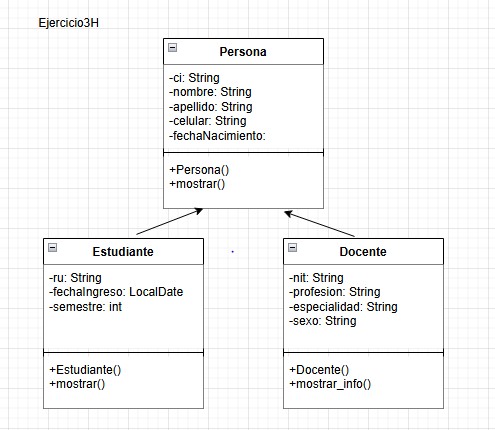 Ejercicio3H
Persona
-ci: String
-nombre: String
-apellido: String
-celular: String
-fechaNacimiento:
+Persona()
+mostrar()
Estudiante
-ru: String
-fechaIngreso: LocalDate
-semestre: int
+Estudiante()
+mostrar()
Docente
-nit: String
-profesion: String
-especialidad: String
-sexo: String
+Docente()
+mostrar_info()